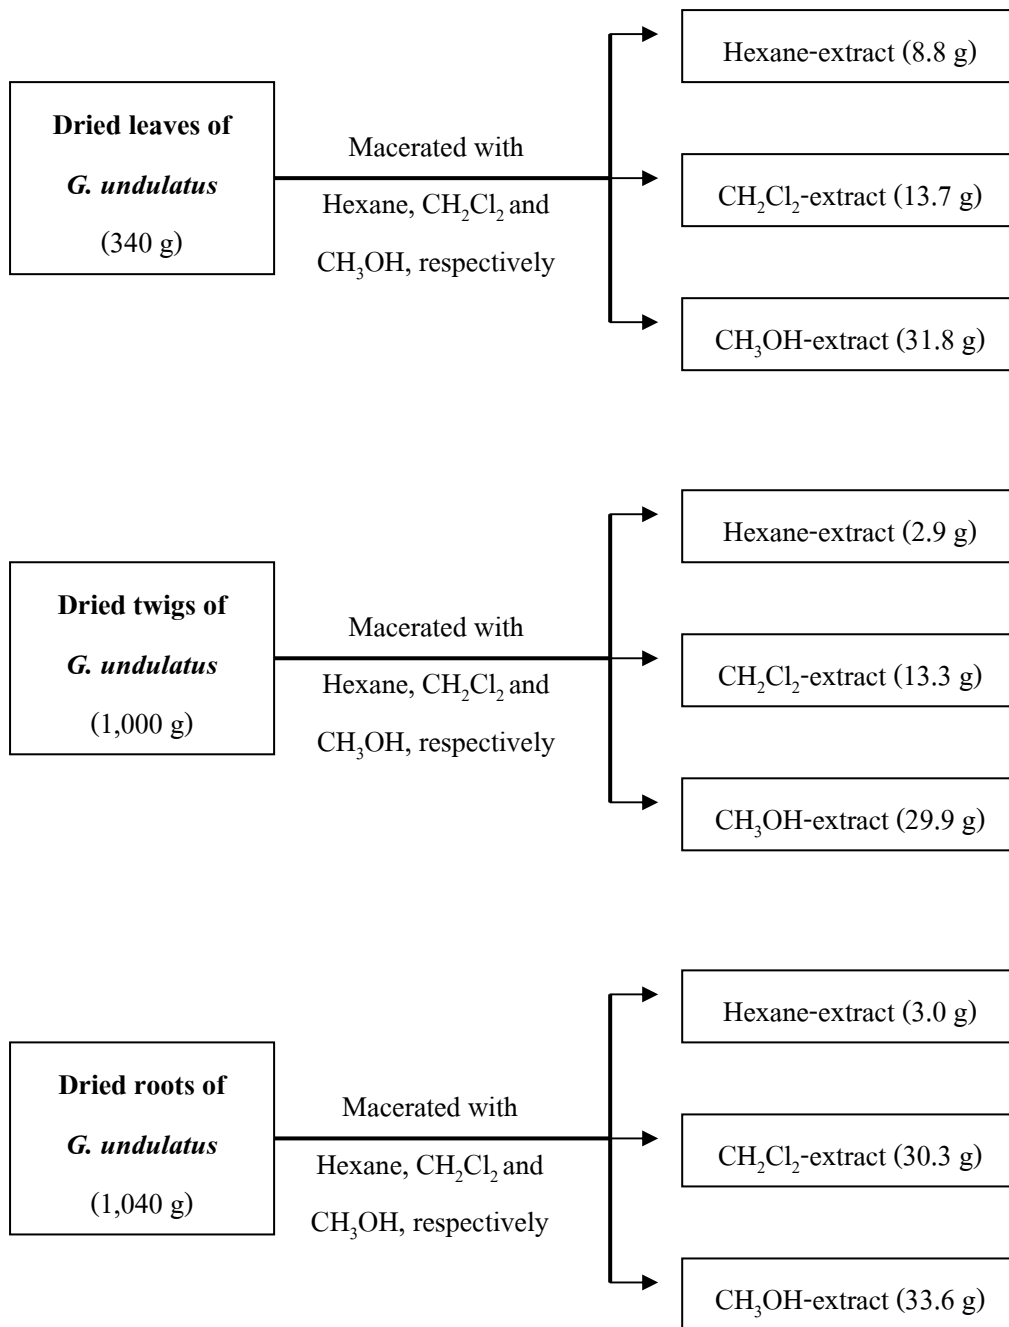 Hexane-extract (8.8 g)
Dried leaves of
G. undulatus
(340 g)
Macerated with
Hexane, CH₂Cl₂ and
CH₃OH, respectively
CH₂Cl₂-extract (13.7 g)
CH₃OH-extract (31.8 g)
Hexane-extract (2.9 g)
Dried twigs of
G. undulatus
(1,000 g)
Macerated with
Hexane, CH₂Cl₂ and
CH₃OH, respectively
CH₂Cl₂-extract (13.3 g)
CH₃OH-extract (29.9 g)
Hexane-extract (3.0 g)
Dried roots of
G. undulatus
(1,040 g)
Macerated with
Hexane, CH₂Cl₂ and
CH₃OH, respectively
CH₂Cl₂-extract (30.3 g)
CH₃OH-extract (33.6 g)